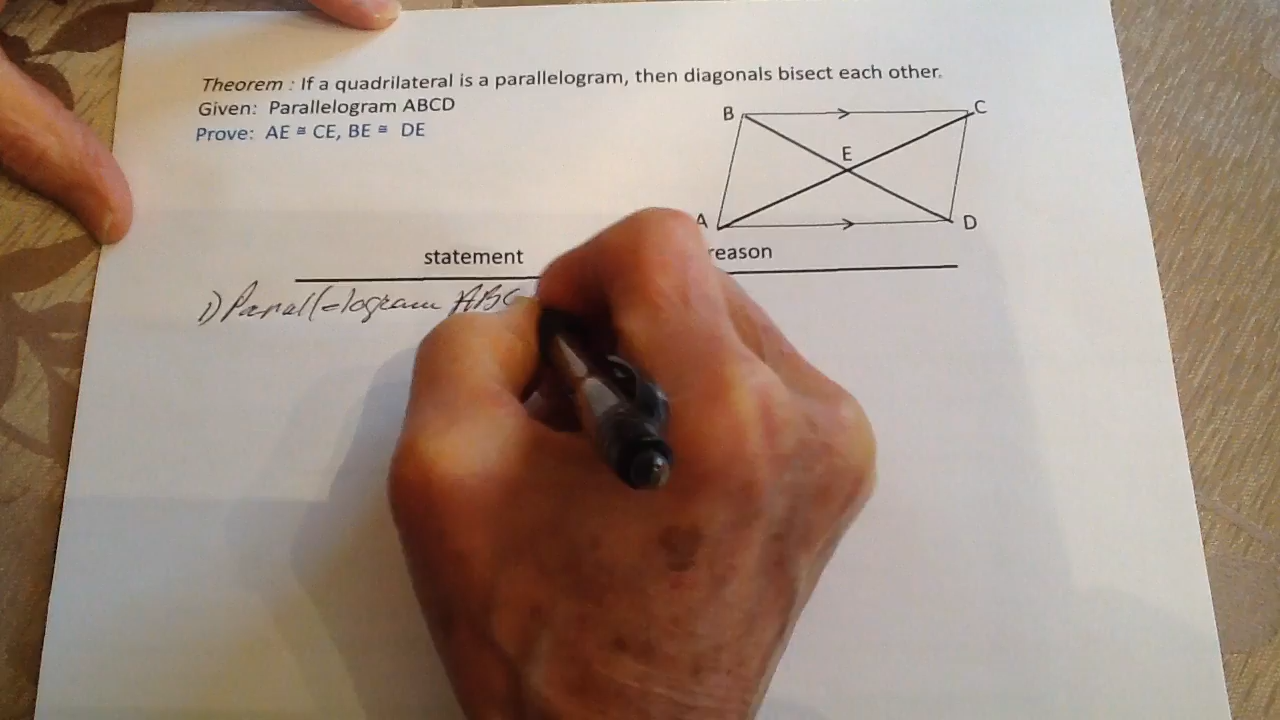 Theorem : If a quadrilateral is a parallelogram, then diagonals bisect each other.
Given: Parallelogram ABCD
Prove: AE ≅ CE, BE ≅ DE
B
C
E
A
D
statement
reason
1) Parallelogram ABC